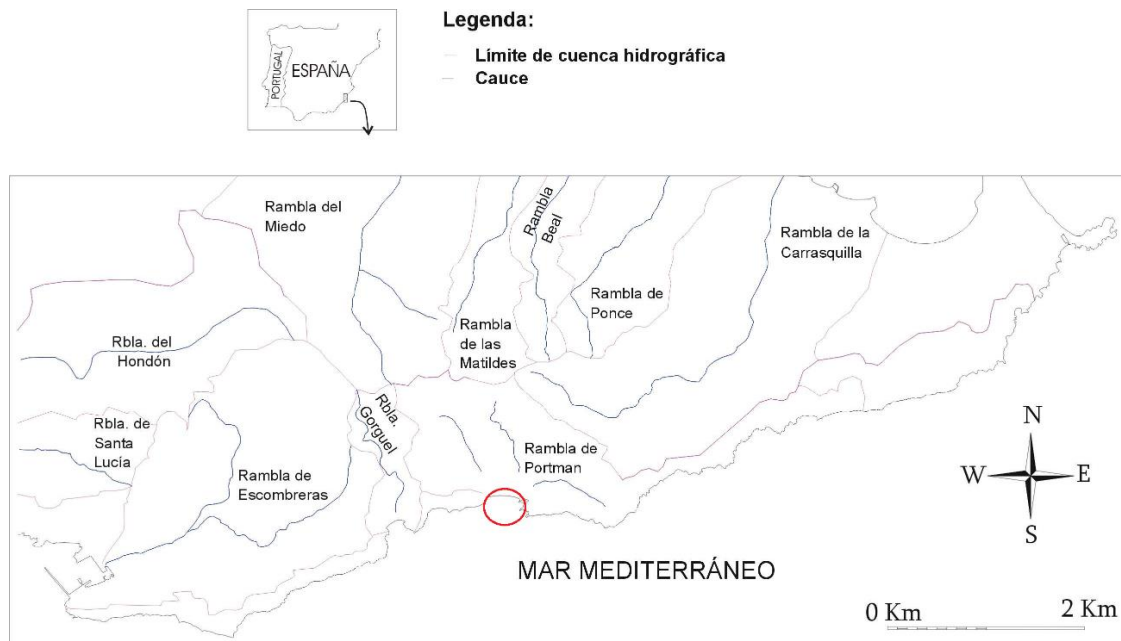 Legenda:
Límite de cuenca hidrográfica
Cauce
PORTUGAL
ESPAÑA
Rambla del
Miedo
Rambla
Beal
Rambla de la
Carrasquilla
Rambla de
Ponce
Rambla
de las
Matildes
Rbla. del
Hondón
Rbla.
Gorguel
Rbla. de
Santa
Lucía
Rambla de
Portman
Rambla de
Escombreras
N
W
E
S
MAR MEDITERRÁNEO
0 Km
2 Km